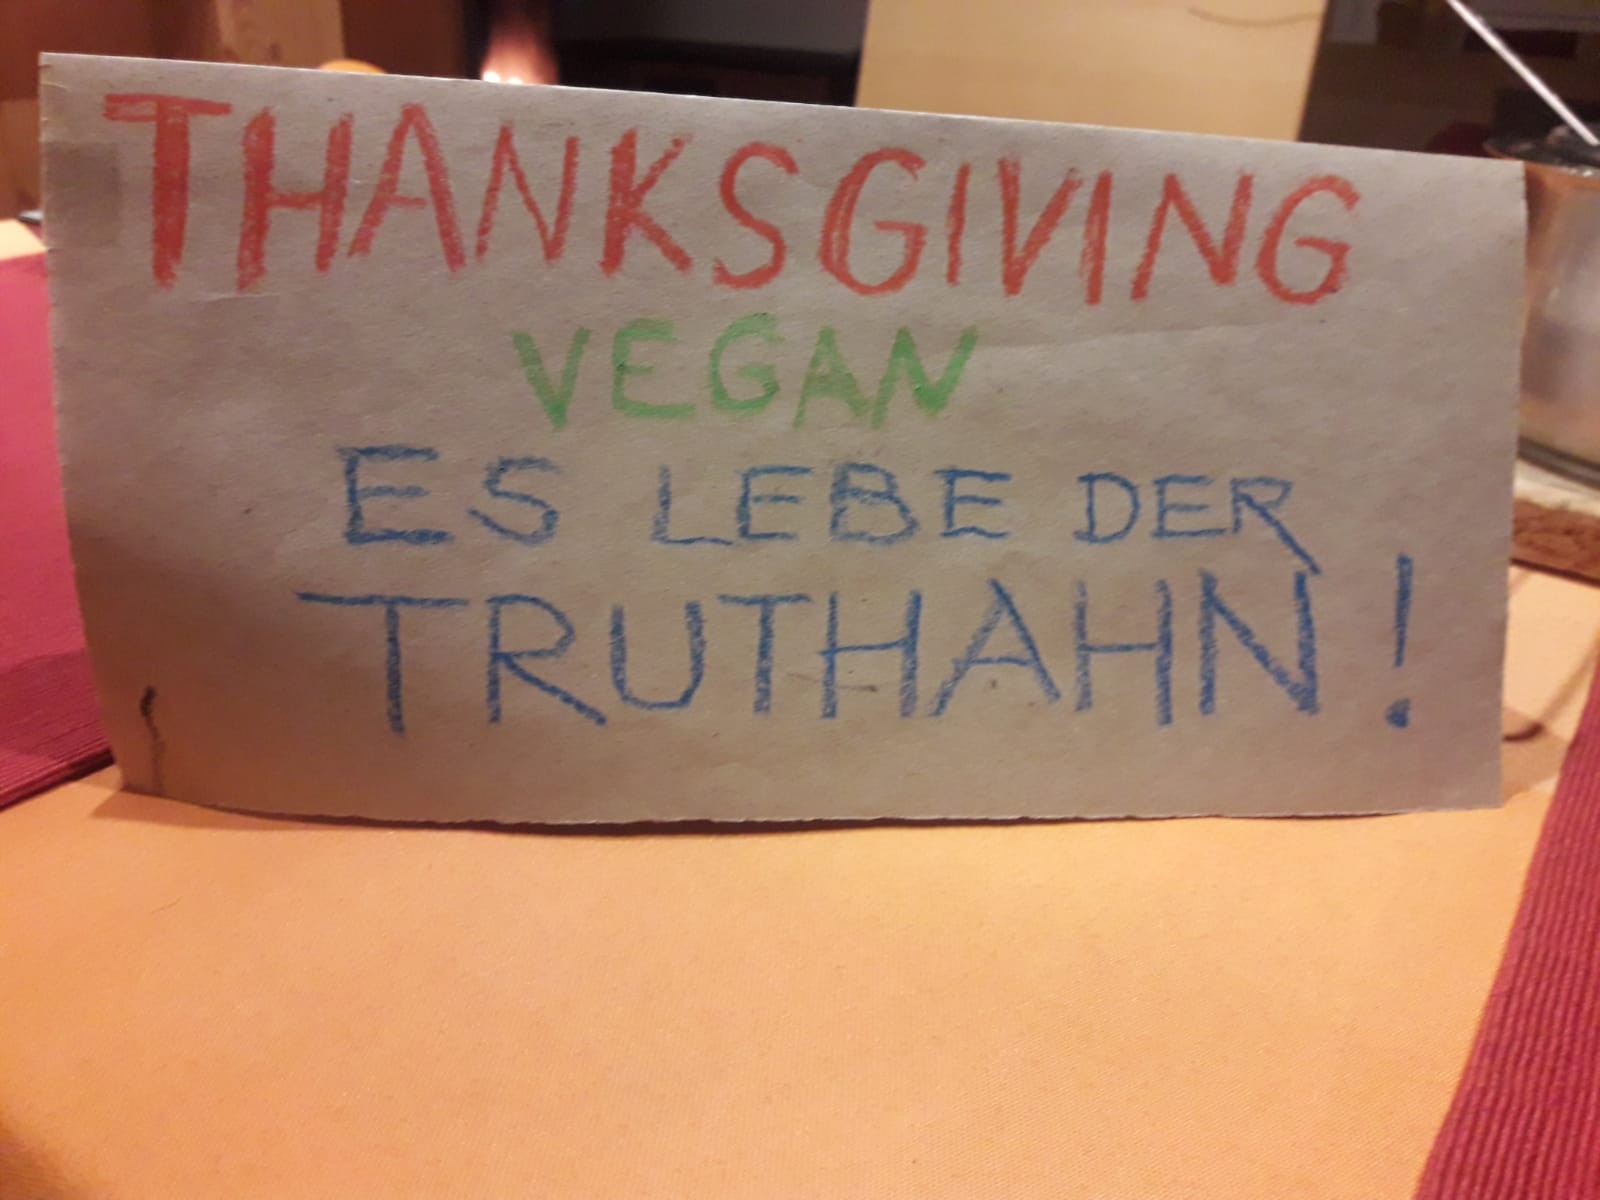 THANKSGIVING
VEGAN
ES LEBE DER
TRUTHAHN!